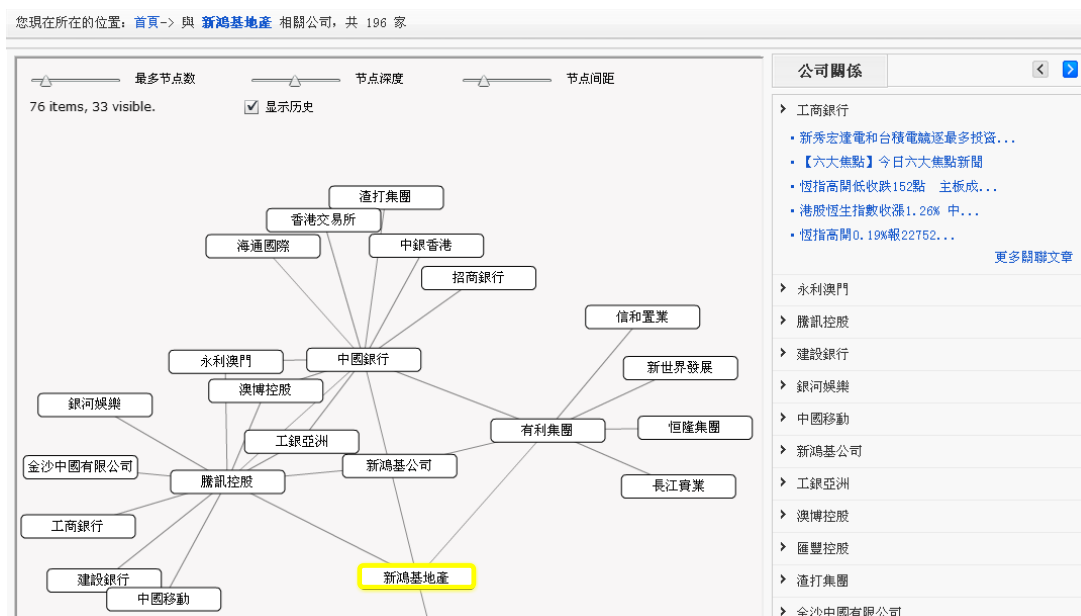 您現在所在的位置: 首頁-> 與 新鴻基地產 相關公司, 共 196 家
最多节点数 节点深度 节点间距
76 items, 33 visible. 显示历史
渣打集團
香港交易所
海通國際 中銀香港
招商銀行
信和置業
永利澳門 中國銀行
新世界發展
澳博控股
銀河娛樂
有利集團 恒隆集團
工銀亞洲
金沙中國有限公司 新鴻基公司
騰訊控股 長江實業
工商銀行
建設銀行 新鴻基地產
中國移動
公司關係
工商銀行
新秀宏達電和台積電競逐最多投資...
【六大焦點】今日六大焦點新聞
恆指高開低收跌152點 主板成...
港股恆生指數收漲1.26% 中...
恆指高開0.19%報22752...
更多關聯文章
永利澳門
騰訊控股
建設銀行
銀河娛樂
中國移動
新鴻基公司
工銀亞洲
澳博控股
匯豐控股
渣打集團
金沙中國有限公司